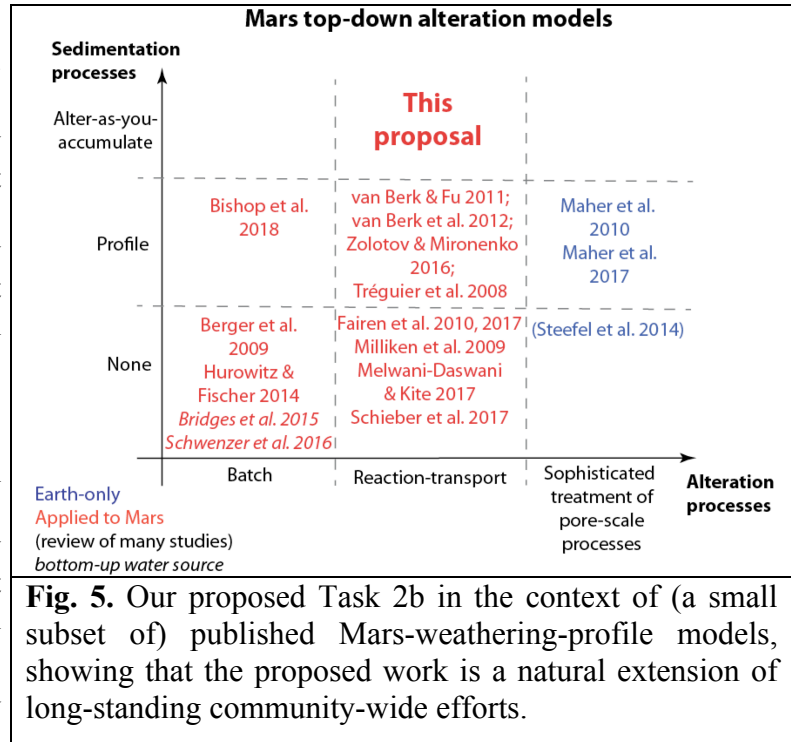 Mars top-down alteration models
Sedimentation
processes
Alter-as-you-
accumulate
This
proposal
Profile
Bishop et al.
2018
van Berk & Fu 2011;
van Berk et al. 2012;
Zolotov & Mironenko
2016;
Tréguier et al. 2008
Maher et al.
2010
Maher et al.
2017
None
Berger et al.
2009
Hurowitz &
Fischer 2014
Bridges et al. 2015
Schwenzer et al. 2016
Fairen et al. 2010, 2017
Milliken et al. 2009
Melwani-Daswani
& Kite 2017
Schieber et al. 2017
(Steefel et al. 2014)
Batch
Reaction-transport
Sophisticated
treatment of
pore-scale
processes
Alteration
processes
Earth-only
Applied to Mars
(review of many studies)
bottom-up water source
Fig. 5. Our proposed Task 2b in the context of (a small
subset of) published Mars-weathering-profile models,
showing that the proposed work is a natural extension of
long-standing community-wide efforts.